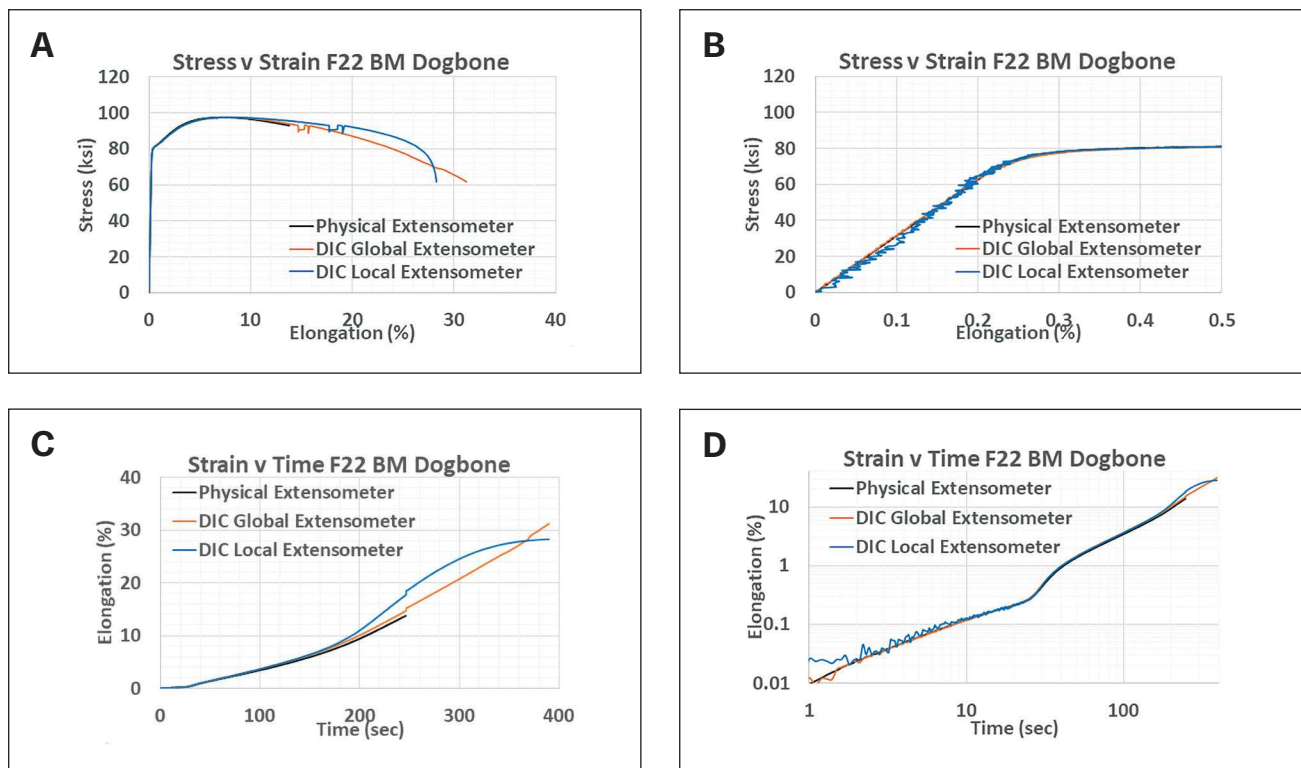 A
Stress v Strain F22 BM Dogbone
120
100
80
60
40
20
0
Stress (ksi)
Physical Extensometer
DIC Global Extensometer
DIC Local Extensometer
0 10 20 30 40
Elongation (%)
B
Stress v Strain F22 BM Dogbone
120
100
80
60
40
20
0
Stress (ksi)
Physical Extensometer
DIC Global Extensometer
DIC Local Extensometer
0 0.1 0.2 0.3 0.4 0.5
Elongation (%)
C
Strain v Time F22 BM Dogbone
40
30
20
10
0
Elongation (%)
Physical Extensometer
DIC Global Extensometer
DIC Local Extensometer
0 100 200 300 400
Time (sec)
D
Strain v Time F22 BM Dogbone
10
1
0.1
0.01
Elongation (%)
Physical Extensometer
DIC Global Extensometer
DIC Local Extensometer
1 10 100
Time (sec)